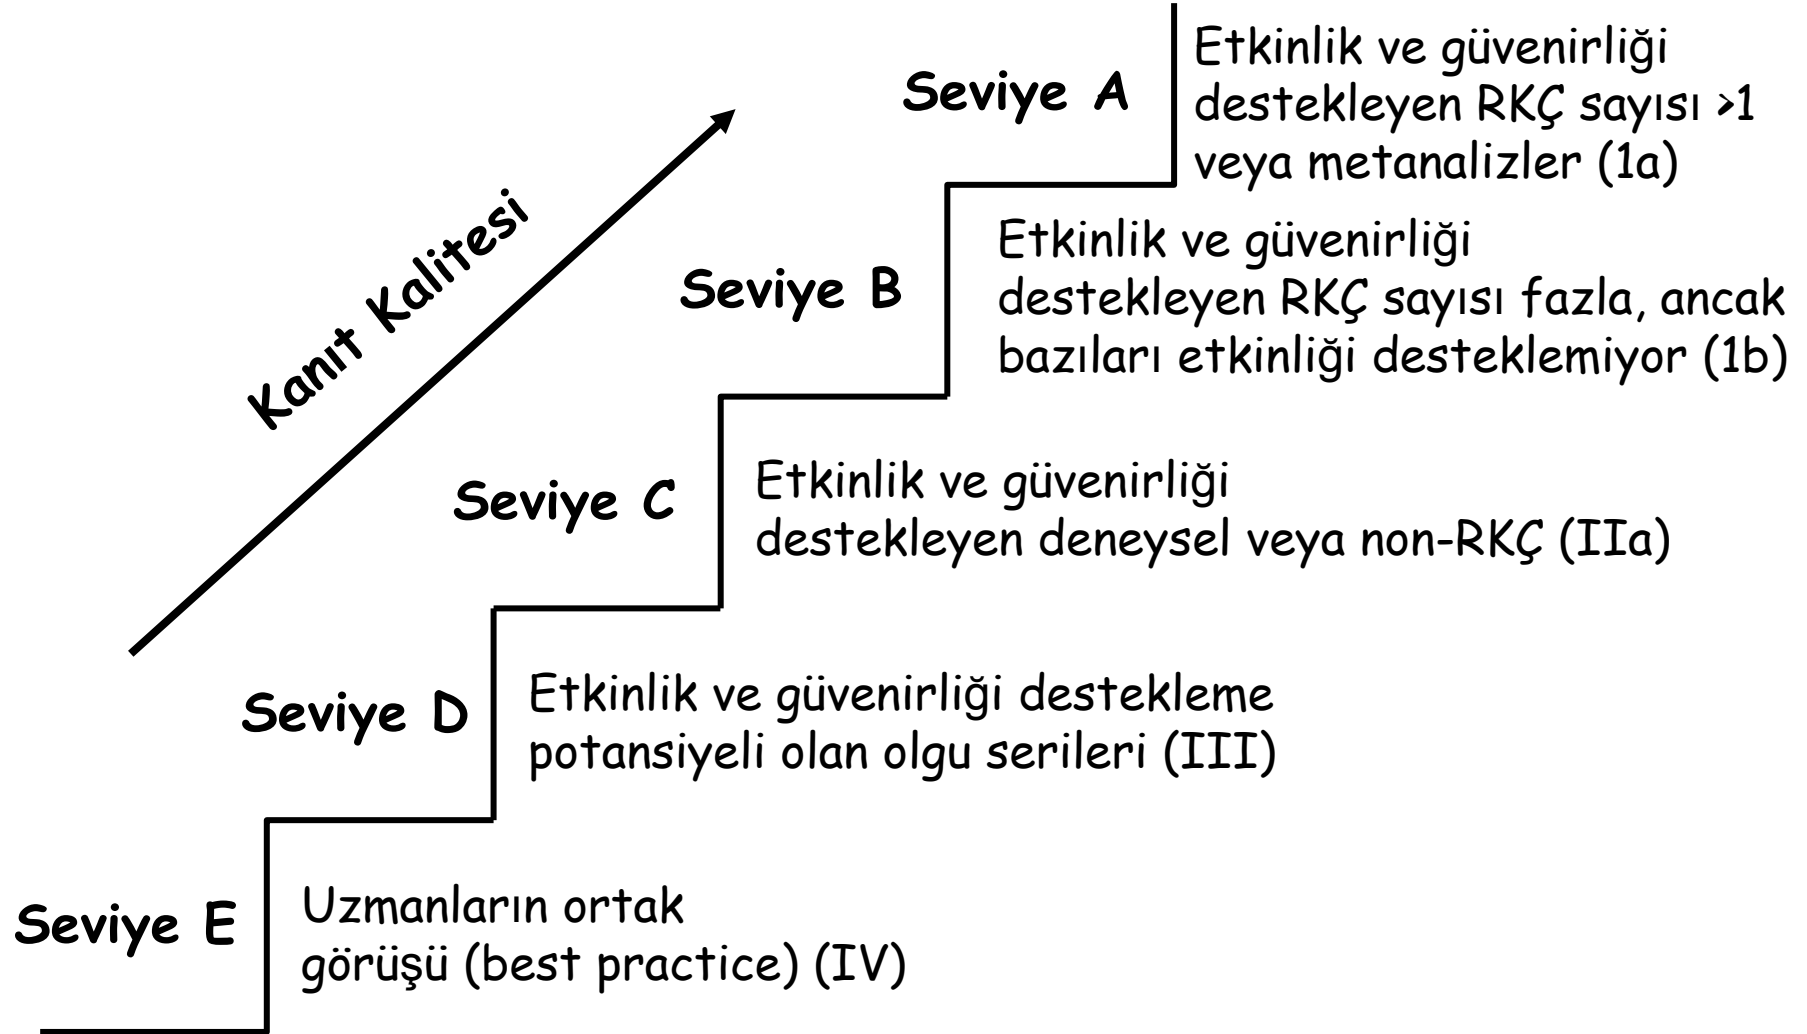 Seviye A
Etkinlik ve güvenirliği
destekleyen RKÇ sayısı >1
veya metanalizler (1a)
Kanıt Kalitesi
Seviye B
Etkinlik ve güvenirliği
destekleyen RKÇ sayısı fazla, ancak
bazıları etkinliği desteklemiyor (1b)
Seviye C
Etkinlik ve güvenirliği
destekleyen deneysel veya non-RKÇ (IIa)
Seviye D
Etkinlik ve güvenirliği destekleme
potansiyeli olan olgu serileri (III)
Seviye E
Uzmanların ortak
görüşü (best practice) (IV)